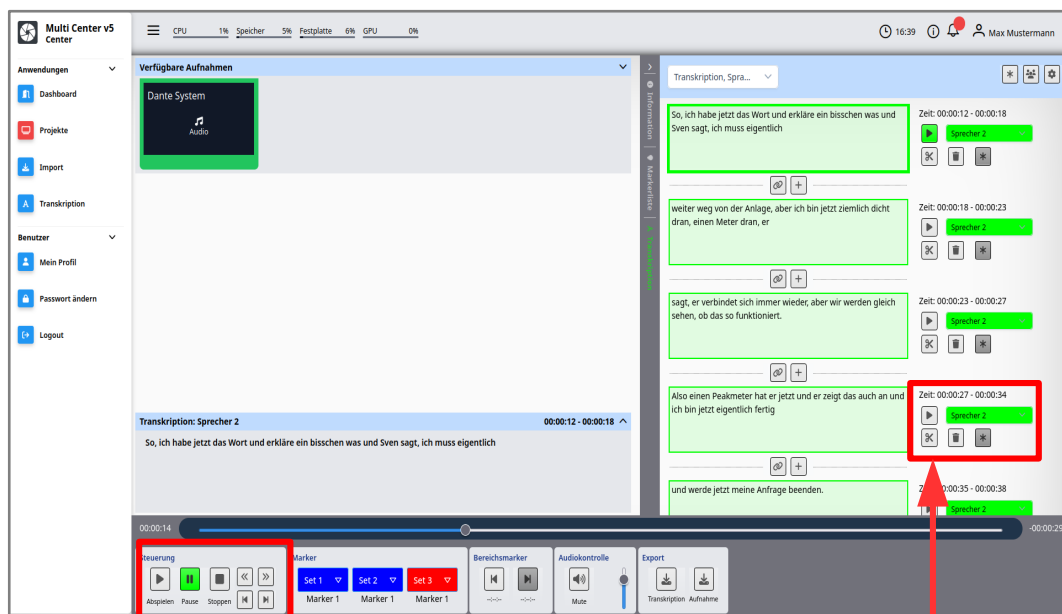 Multi Center v5
Center
CPU 1% Speicher 5% Festplatte 6% GPU 0%
16:39
Max Mustermann
Anwendungen
Dashboard
Projekte
Import
Transkription
Benutzer
Mein Profil
Passwort ändern
Logout
Verfügbare Aufnahmen
Dante System
Audio
Transkription: Sprecher 2 00:00:12 - 00:00:18
So, ich habe jetzt das Wort und erkläre ein bisschen was und Sven sagt, ich muss eigentlich
Information
Markerliste
Transkription
Transkription, Spra...
So, ich habe jetzt das Wort und erkläre ein bisschen was und
Sven sagt, ich muss eigentlich
Zeit: 00:00:12 - 00:00:18
Sprecher 2
weiter weg von der Anlage, aber ich bin jetzt ziemlich dicht
dran, einen Meter dran, er
Zeit: 00:00:18 - 00:00:23
Sprecher 2
sagt, er verbindet sich immer wieder, aber wir werden gleich
sehen, ob das so funktioniert.
Zeit: 00:00:23 - 00:00:27
Sprecher 2
Also einen Peakmeter hat er jetzt und er zeigt das auch an und
ich bin jetzt eigentlich fertig
Zeit: 00:00:27 - 00:00:34
Sprecher 2
und werde jetzt meine Anfrage beenden.
Zeit: 00:00:35 - 00:00:38
Sprecher 2
00:00:14
-00:00:29
Steuerung
Abspielen Pause Stoppen
Marker
Set 1 Set 2 Set 3
Marker 1 Marker 1 Marker 1
Bereichsmarker
--:--:-- --:--:--
Audiokontrolle
Mute
Export
Transkription Aufnahme